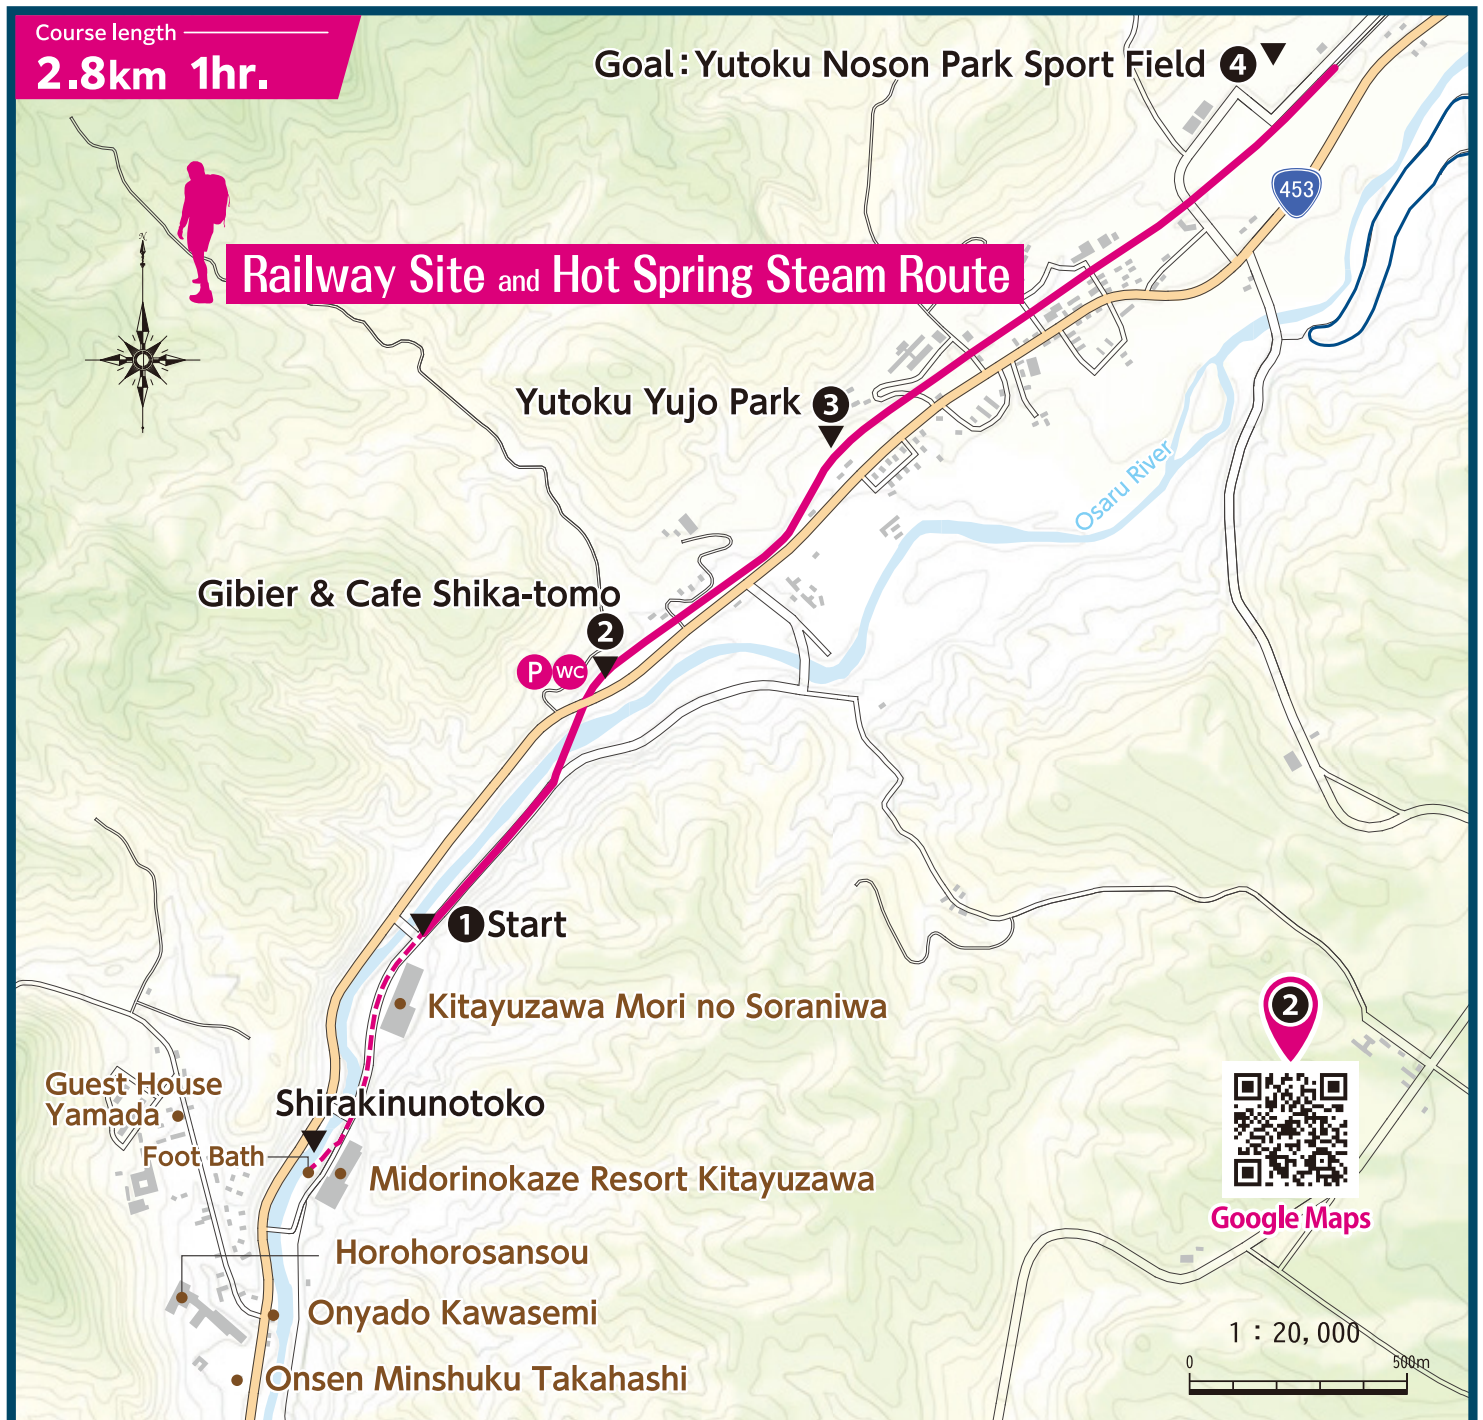 Course length
2.8km 1hr.
Goal : Yutoku Noson Park Sport Field 4
453
N
Railway Site and Hot Spring Steam Route
Yutoku Yujo Park 3
Osaru River
Gibier & Cafe Shika-tomo
2
P WC
1 Start
Kitayuzawa Mori no Soraniwa
2
Guest House
Yamada
Shirakinunotoko
Foot Bath
Midorinokaze Resort Kitayuzawa
Google Maps
Horohorosansou
Onyado Kawasemi
1 : 20,000
0 500m
Onsen Minshuku Takahashi